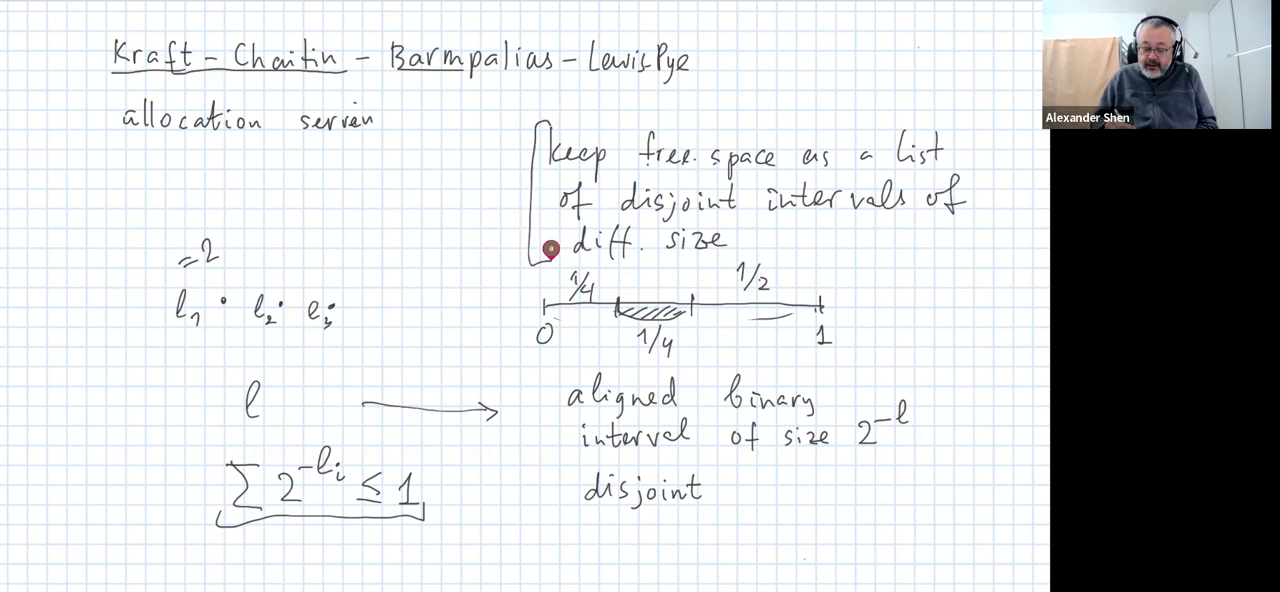 Kraft - Chaitin - Barmpalias - Lewis-Pye
allocation
keep free space as a list
of disjoint intervals of
diff. size
=2
l1 l2 l3
1/4 1/2
0 1/4 1
l
aligned binary
interval of size 2^-l
∑ 2^-li ≤ 1
disjoint
Alexander Shen